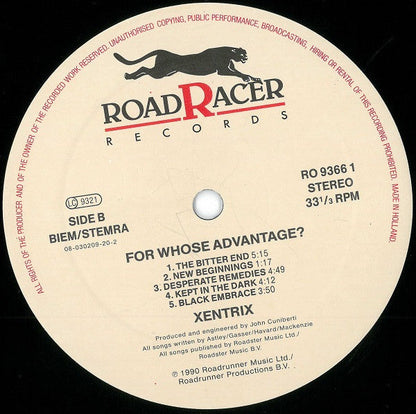 ALL RIGHTS OF THE PRODUCER AND OF THE OWNER OF THE RECORDED WORK RESERVED. UNAUTHORISED COPYING, PUBLIC PERFORMANCE, BROADCASTING, HIRING OR RENTAL OF THIS RECORDING PROHIBITED. MADE IN HOLLAND.
ROADRACER
RECORDS
LC 9321
SIDE B
BIEM/STEMRA
08-030209-20-2
RO 9366 1
STEREO
33 1/3 RPM
FOR WHOSE ADVANTAGE?
1. THE BITTER END 5:15
2. NEW BEGINNINGS 1:17
3. DESPERATE REMEDIES 4:49
4. KEPT IN THE DARK 4:12
5. BLACK EMBRACE 3:50
XENTRIX
Produced and engineered by John Cuniberti
All songs written by Astley/Gasser/Havard/Mackenzie
All songs published by Roadster Music Ltd./
Roadster Music B.V.
℗ 1990 Roadrunner Music Ltd./
Roadrunner Productions B.V.